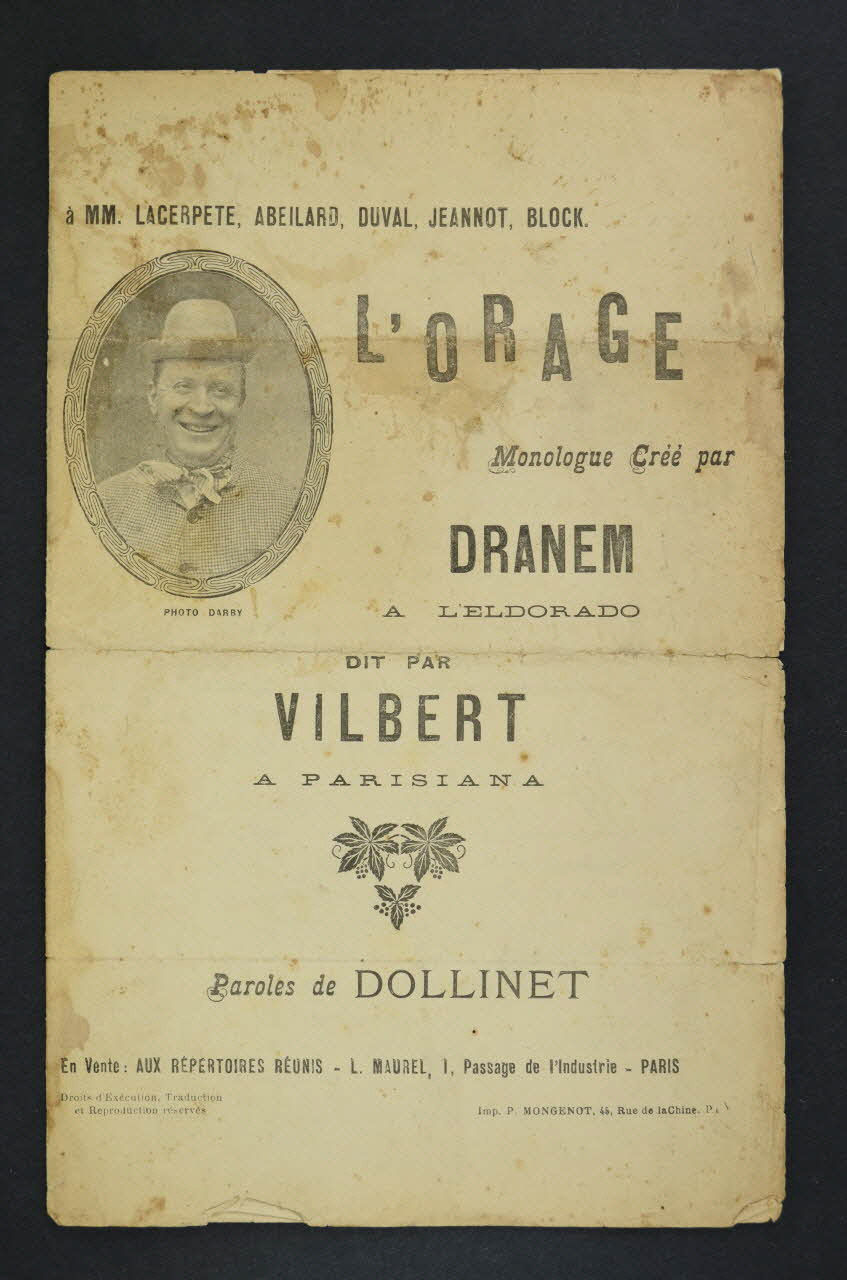 à MM. LACERPETE, ABEILARD, DUVAL, JEANNOT, BLOCK.
L'ORAGE
Monologue Créé par
DRANEM
PHOTO DARBY
A L'ELDORADO
DIT PAR
VILBERT
A PARISIANA
Paroles de DOLLINET
En Vente : AUX RÉPERTOIRES RÉUNIS - L. MAUREL, 1, Passage de l'Industrie - PARIS
Droits d'Exécution, Traduction
et Reproduction réservés
Imp. P. MONGENOT, 45, Rue de laChine.